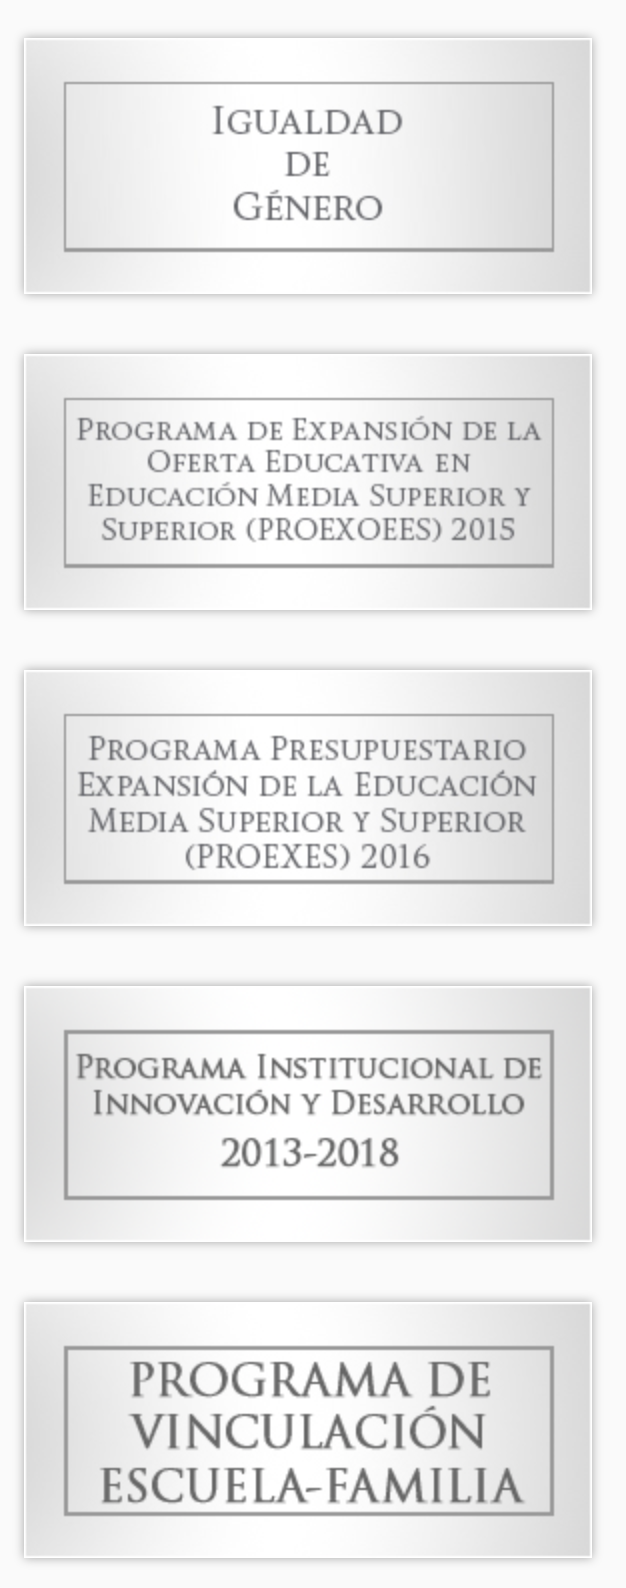 IGUALDAD
DE
GÉNERO
PROGRAMA DE EXPANSIÓN DE LA
OFERTA EDUCATIVA EN
EDUCACIÓN MEDIA SUPERIOR Y
SUPERIOR (PROEXOEES) 2015
PROGRAMA PRESUPUESTARIO
EXPANSIÓN DE LA EDUCACIÓN
MEDIA SUPERIOR Y SUPERIOR
(PROEXES) 2016
PROGRAMA INSTITUCIONAL DE
INNOVACIÓN Y DESARROLLO
2013-2018
PROGRAMA DE
VINCULACIÓN
ESCUELA-FAMILIA